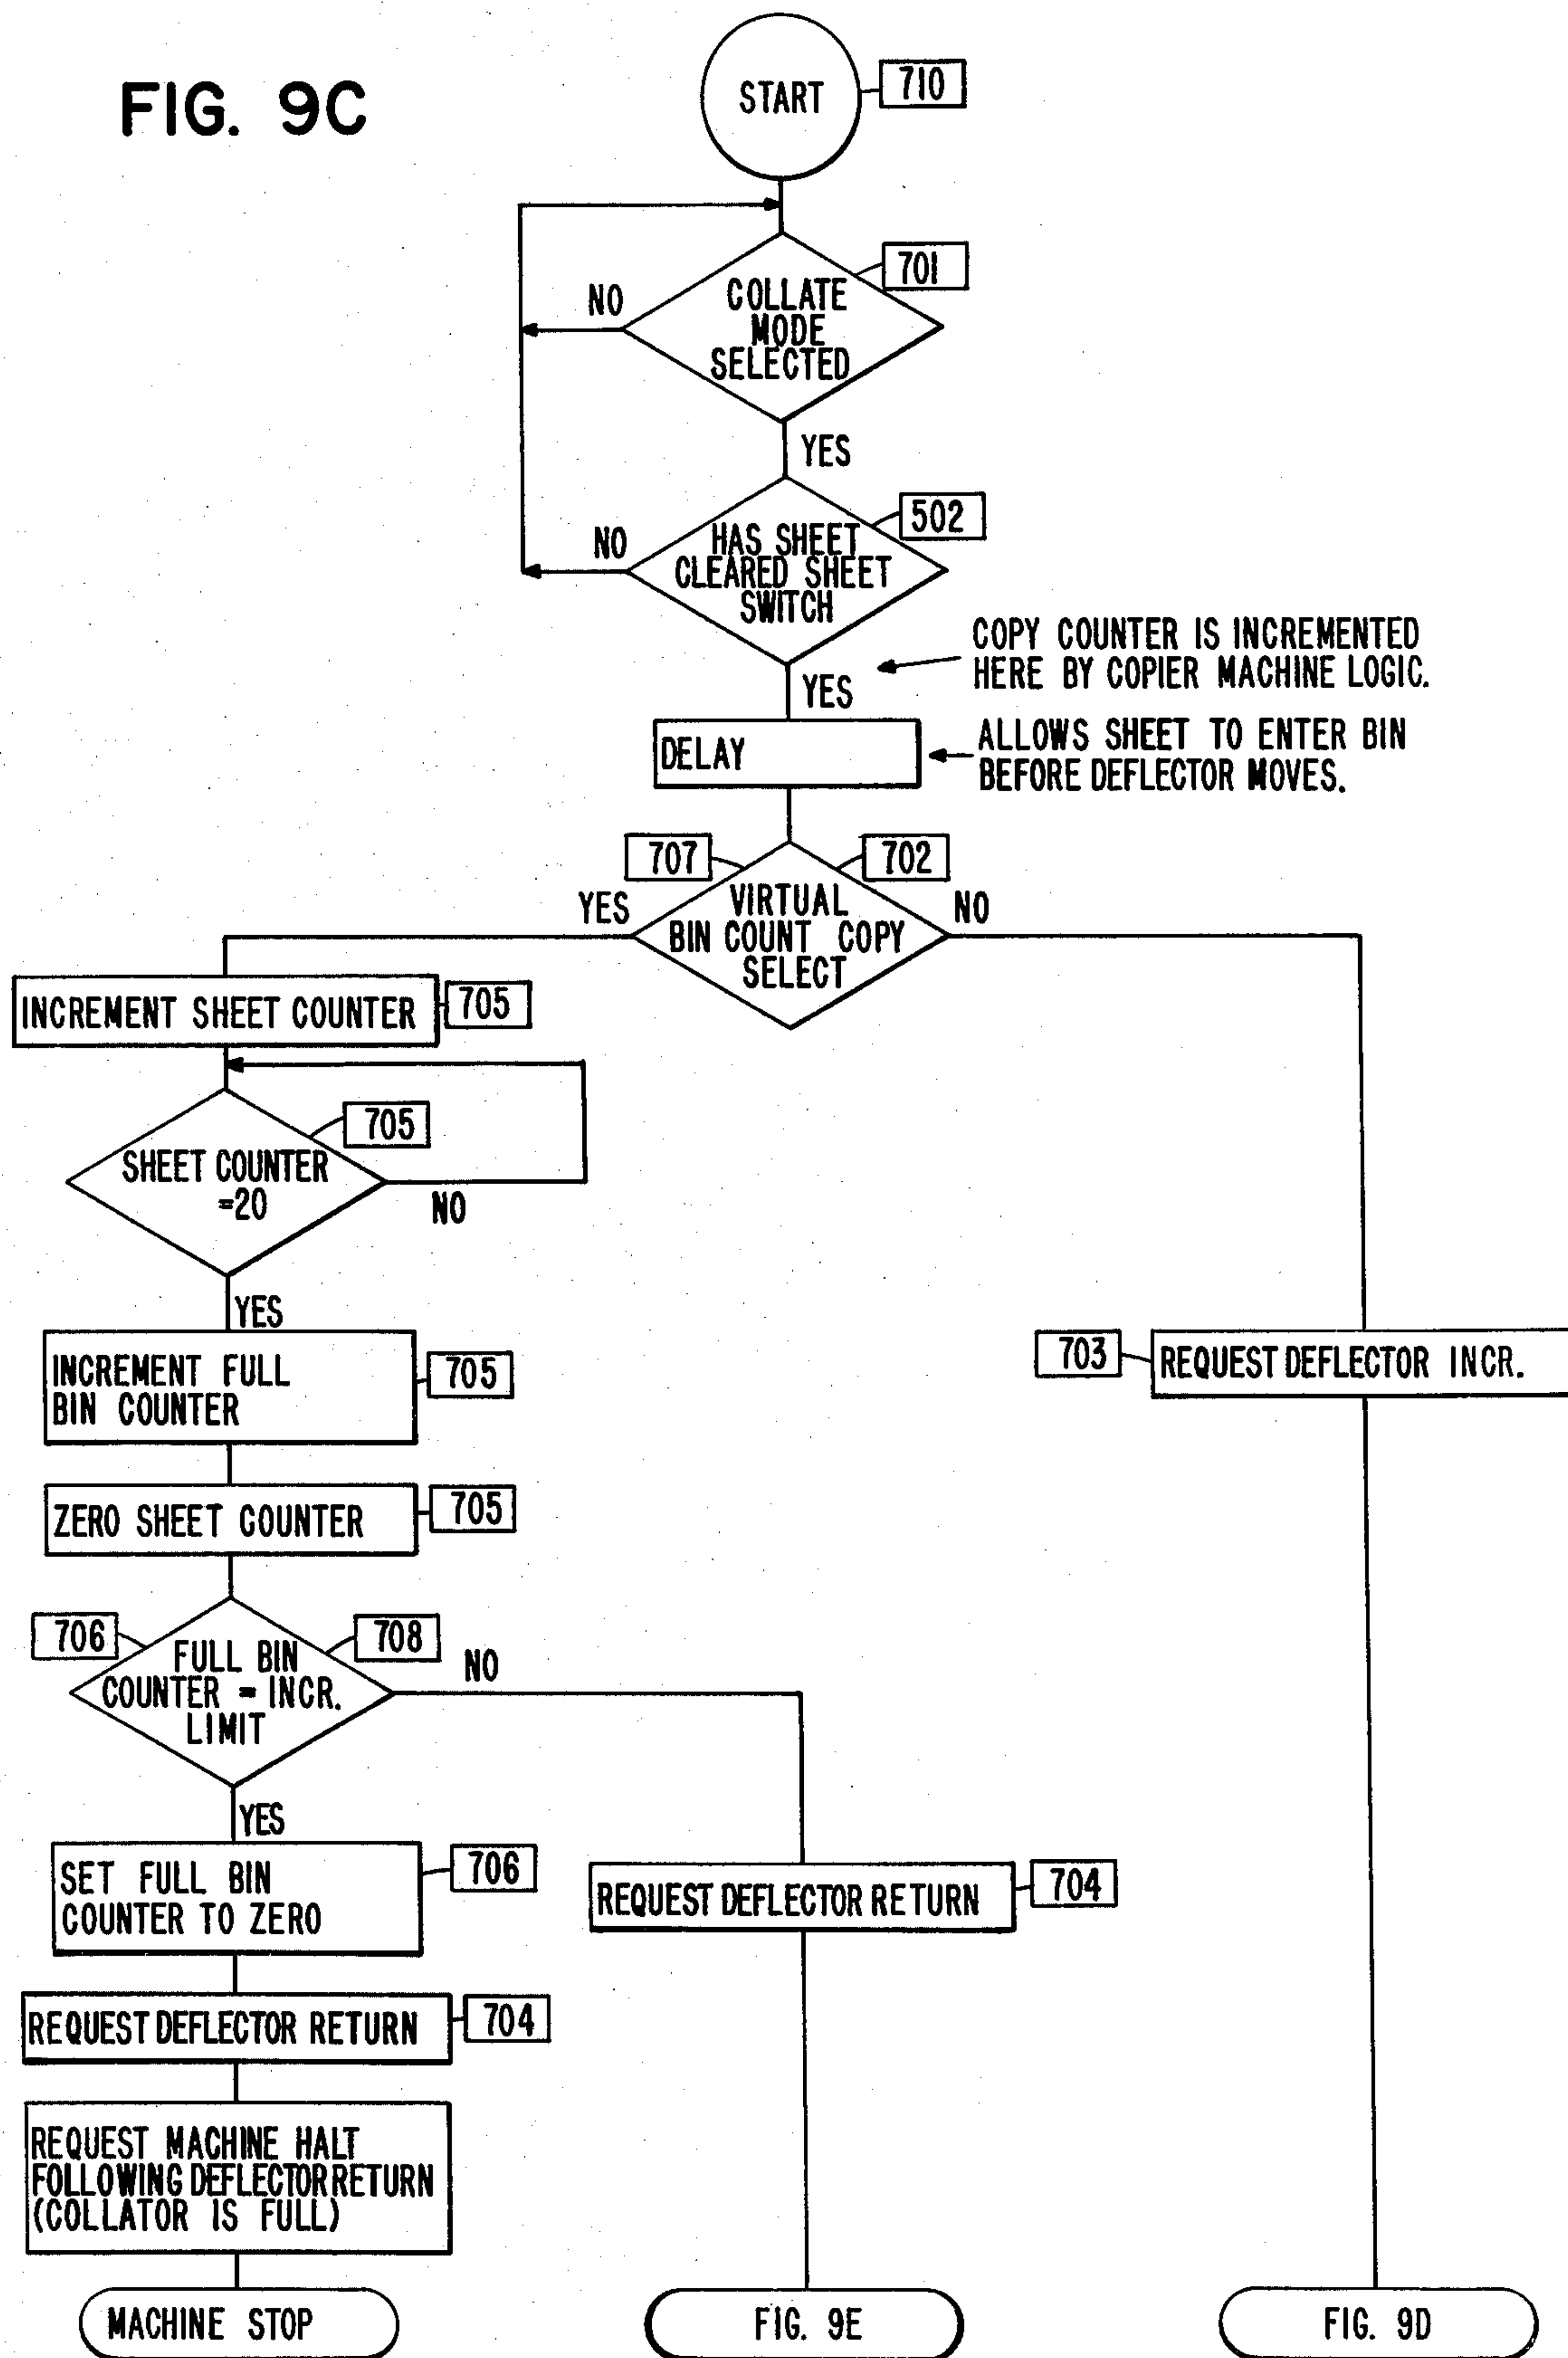 FIG. 9C
START
710
701
COLLATE
MODE
SELECTED
NO
YES
502
HAS SHEET
CLEARED SHEET
SWITCH
NO
COPY COUNTER IS INCREMENTED
HERE BY COPIER MACHINE LOGIC.
YES
DELAY
ALLOWS SHEET TO ENTER BIN
BEFORE DEFLECTOR MOVES.
707
702
YES
VIRTUAL
BIN COUNT COPY
SELECT
NO
INCREMENT SHEET COUNTER
705
705
SHEET COUNTER
=20
NO
YES
INCREMENT FULL
BIN COUNTER
705
703
REQUEST DEFLECTOR INCR.
ZERO SHEET COUNTER
705
706
708
FULL BIN
COUNTER = INCR.
LIMIT
NO
YES
SET FULL BIN
COUNTER TO ZERO
706
REQUEST DEFLECTOR RETURN
704
REQUEST DEFLECTOR RETURN
704
REQUEST MACHINE HALT
FOLLOWING DEFLECTOR RETURN
(COLLATOR IS FULL)
MACHINE STOP
FIG. 9E
FIG. 9D